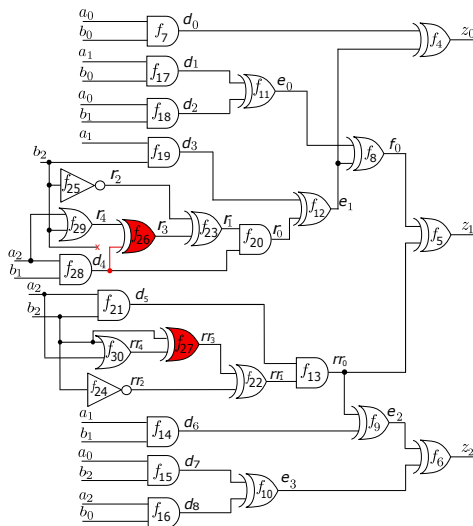 a₀ d₀
b₀ f₇ f₄ z₀
a₁ d₁
b₀ f₁₇ e₀
f₁₁
a₀ d₂
b₁ f₁₈
a₁ d₃ f₈ f₀
b₂ f₁₉
f₂₅ r₂ f₁₂ e₁
f₂₉ r₄ f₂₆ r₃ f₂₃ r₁ f₂₀ r₀ f₅ z₁
a₂ d₄
b₁ f₂₈
a₂ d₅
b₂ f₂₁
f₂₇ rr₃
f₃₀ rr₄ f₂₂ rr₁ f₁₃ rr₀
f₂₄ rr₂
a₁ d₆ f₉ e₂
b₁ f₁₄
a₀ d₇ f₆ z₂
b₂ f₁₅ f₁₀ e₃
a₂ d₈
b₀ f₁₆